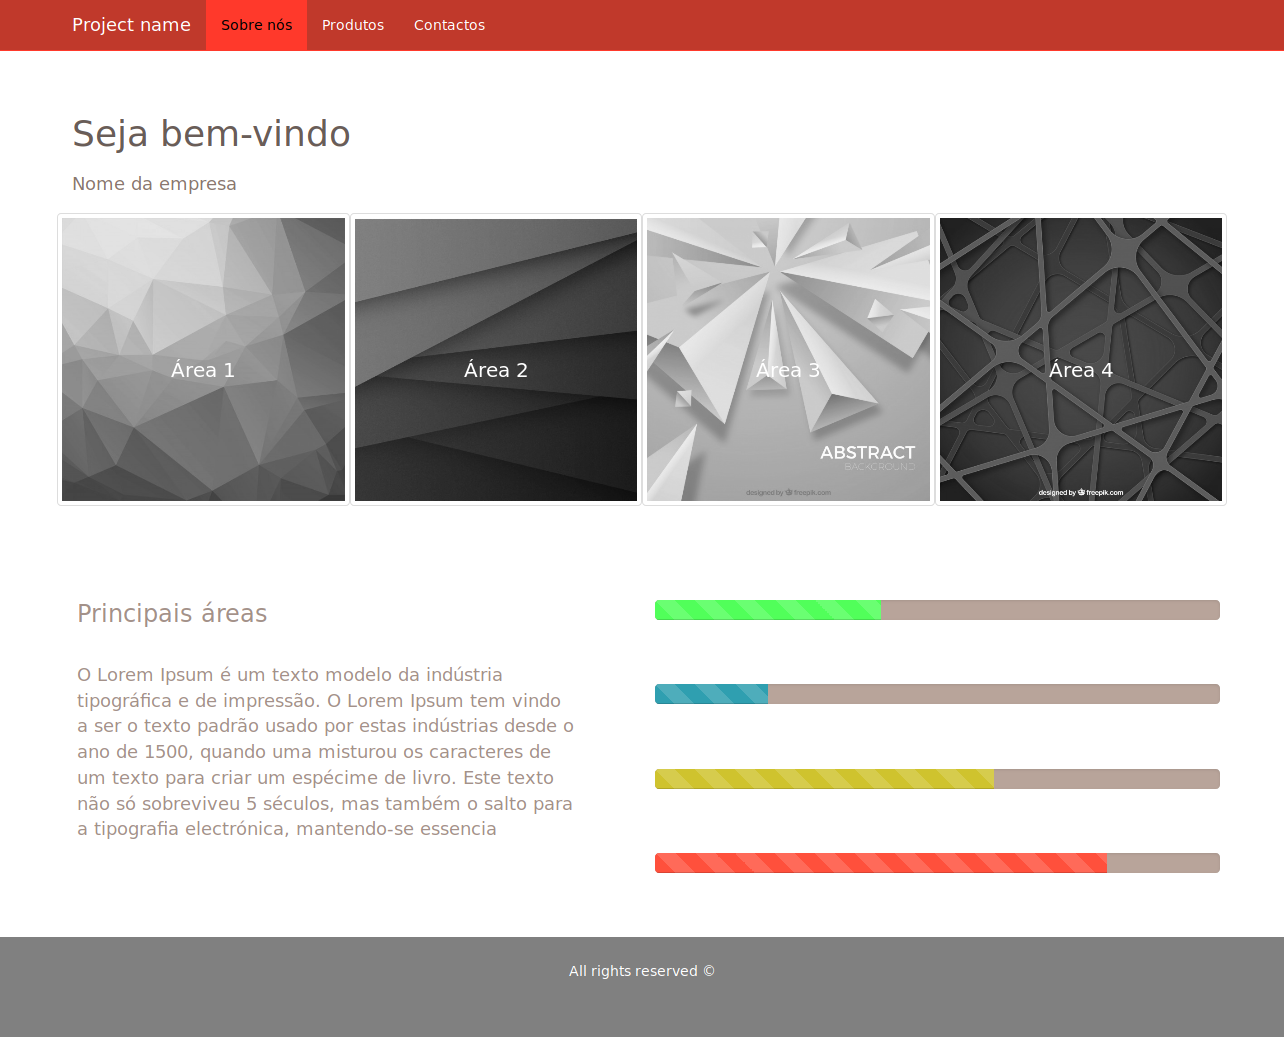 Project name Sobre nós Produtos Contactos
Seja bem-vindo
Nome da empresa
Área 1 Área 2 Área 3 Área 4
ABSTRACT
BACKGROUND
designed by freepik.com designed by freepik.com
Principais áreas
O Lorem Ipsum é um texto modelo da indústria
tipográfica e de impressão. O Lorem Ipsum tem vindo
a ser o texto padrão usado por estas indústrias desde o
ano de 1500, quando uma misturou os caracteres de
um texto para criar um espécime de livro. Este texto
não só sobreviveu 5 séculos, mas também o salto para
a tipografia electrónica, mantendo-se essencia
All rights reserved ©